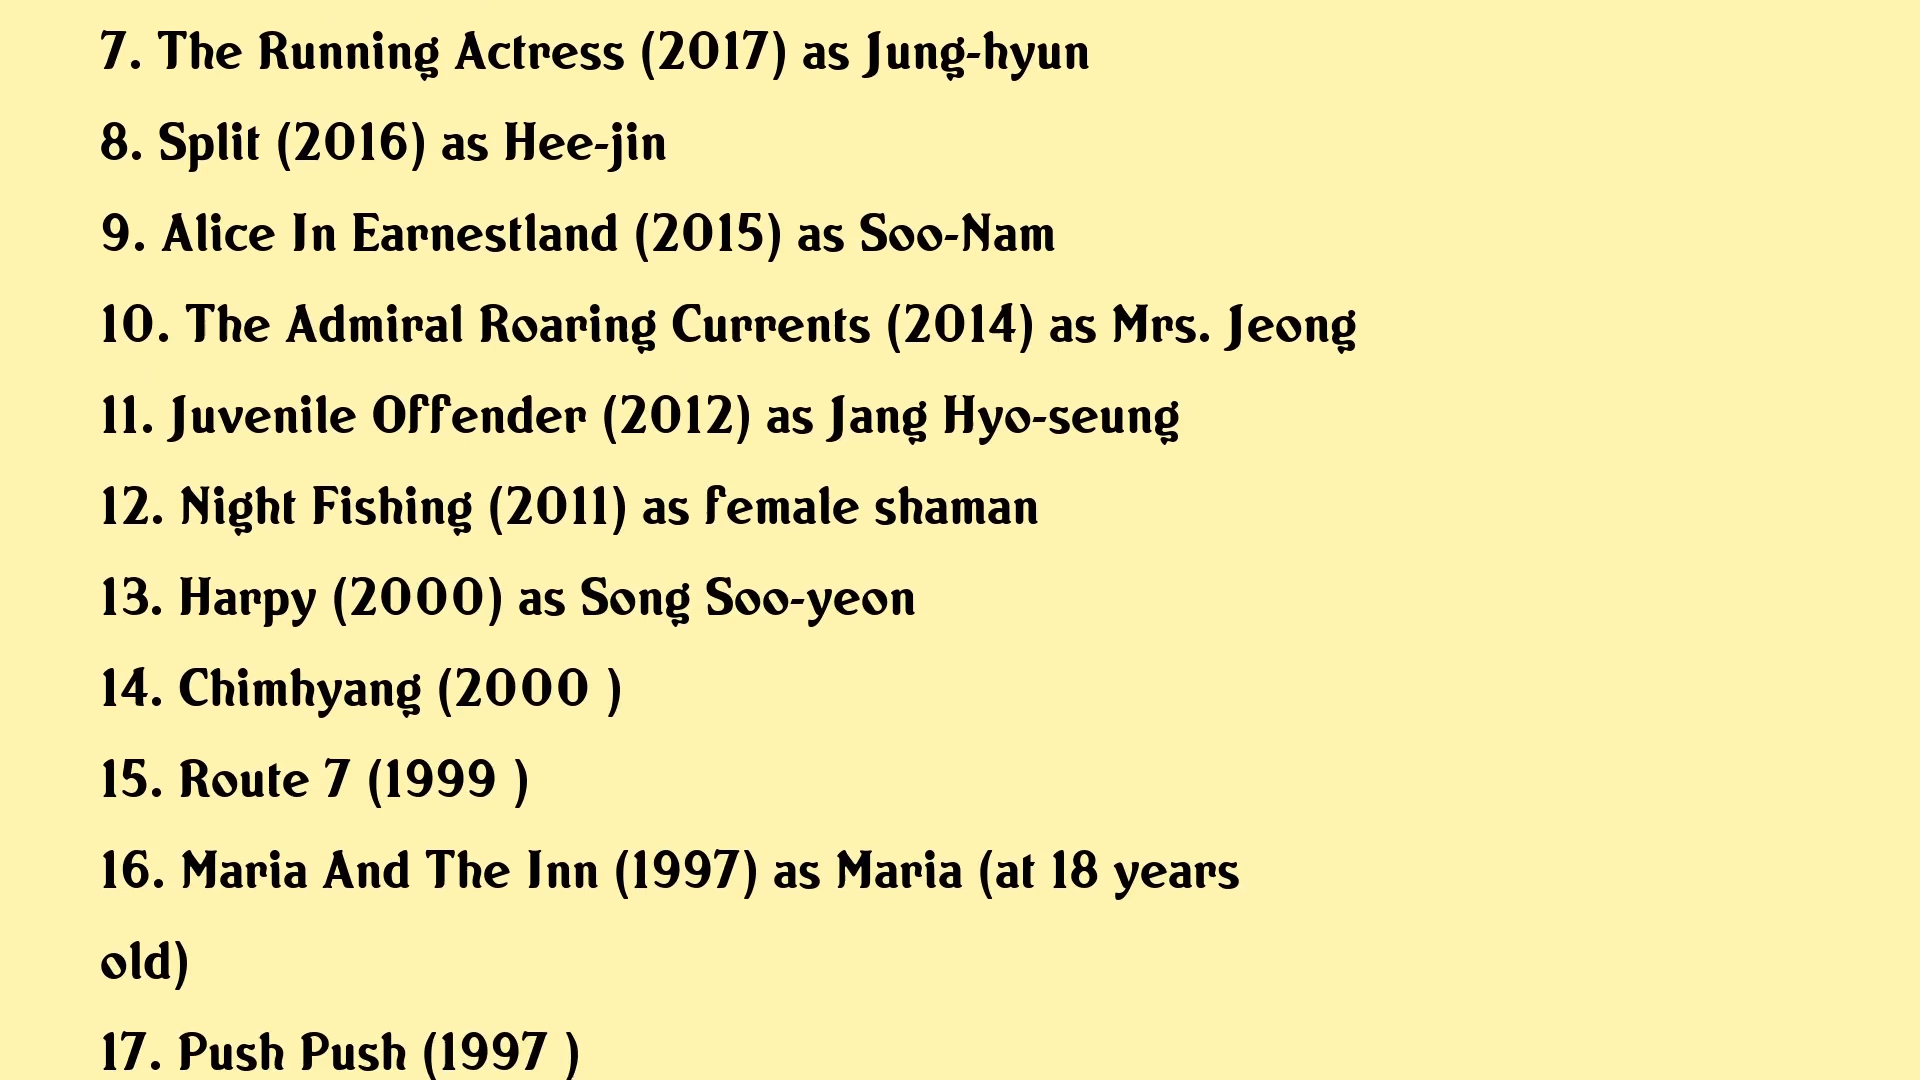 7. The Running Actress (2017) as Jung-hyun
8. Split (2016) as Hee-jin
9. Alice In Earnestland (2015) as Soo-Nam
10. The Admiral Roaring Currents (2014) as Mrs. Jeong
11. Juvenile Offender (2012) as Jang Hyo-seung
12. Night Fishing (2011) as female shaman
13. Harpy (2000) as Song Soo-yeon
14. Chimhyang (2000 )
15. Route 7 (1999 )
16. Maria And The Inn (1997) as Maria (at 18 years
old)
17. Push Push (1997 )